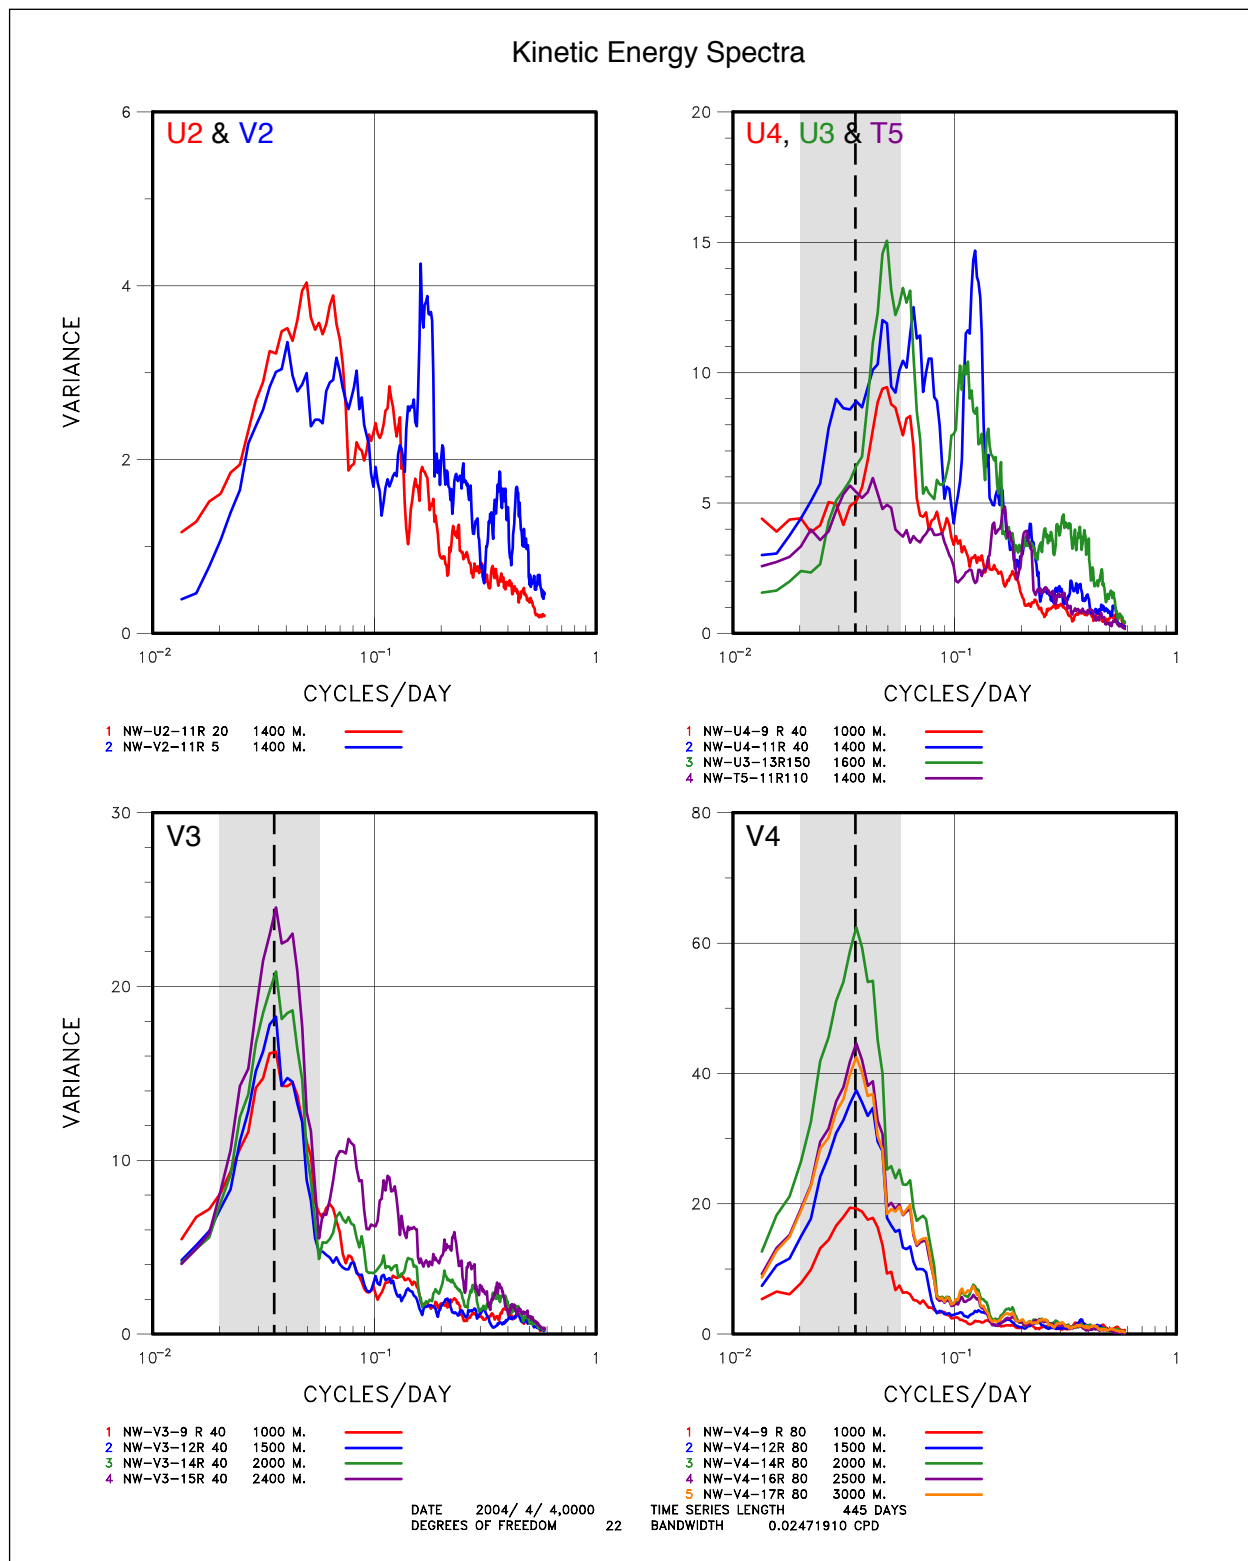 Kinetic Energy Spectra
U2 & V2
6
4
2
0
VARIANCE
10-2
10-1
1
CYCLES/DAY
1 NW-U2-11R 20 1400 M.
2 NW-V2-11R 5 1400 M.
U4, U3 & T5
20
15
10
5
0
10-2
10-1
1
CYCLES/DAY
1 NW-U4-9 R 40 1000 M.
2 NW-U4-11R 40 1400 M.
3 NW-U3-13R150 1600 M.
4 NW-T5-11R110 1400 M.
V3
30
20
10
0
VARIANCE
10-2
10-1
1
CYCLES/DAY
1 NW-V3-9 R 40 1000 M.
2 NW-V3-12R 40 1500 M.
3 NW-V3-14R 40 2000 M.
4 NW-V3-15R 40 2400 M.
V4
80
60
40
20
0
10-2
10-1
1
CYCLES/DAY
1 NW-V4-9 R 80 1000 M.
2 NW-V4-12R 80 1500 M.
3 NW-V4-14R 80 2000 M.
4 NW-V4-16R 80 2500 M.
5 NW-V4-17R 80 3000 M.
DATE 2004/ 4/ 4,0000 TIME SERIES LENGTH 445 DAYS
DEGREES OF FREEDOM 22 BANDWIDTH 0.02471910 CPD